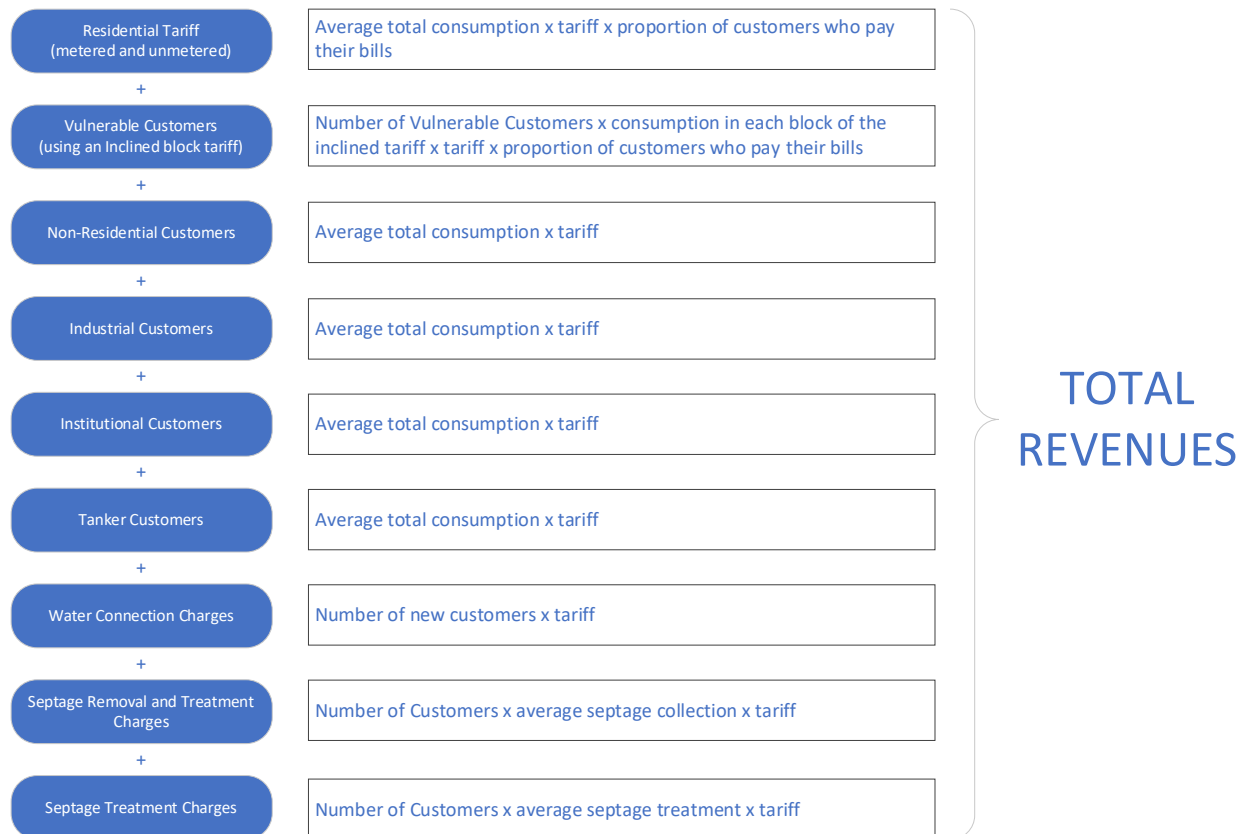 Residential Tariff
(metered and unmetered)
Average total consumption x tariff x proportion of customers who pay
their bills
+
Vulnerable Customers
(using an Inclined block tariff)
Number of Vulnerable Customers x consumption in each block of the
inclined tariff x tariff x proportion of customers who pay their bills
+
Non-Residential Customers
Average total consumption x tariff
+
Industrial Customers
Average total consumption x tariff
+
Institutional Customers
Average total consumption x tariff
+
Tanker Customers
Average total consumption x tariff
+
Water Connection Charges
Number of new customers x tariff
+
Septage Removal and Treatment
Charges
Number of Customers x average septage collection x tariff
+
Septage Treatment Charges
Number of Customers x average septage treatment x tariff
TOTAL
REVENUES